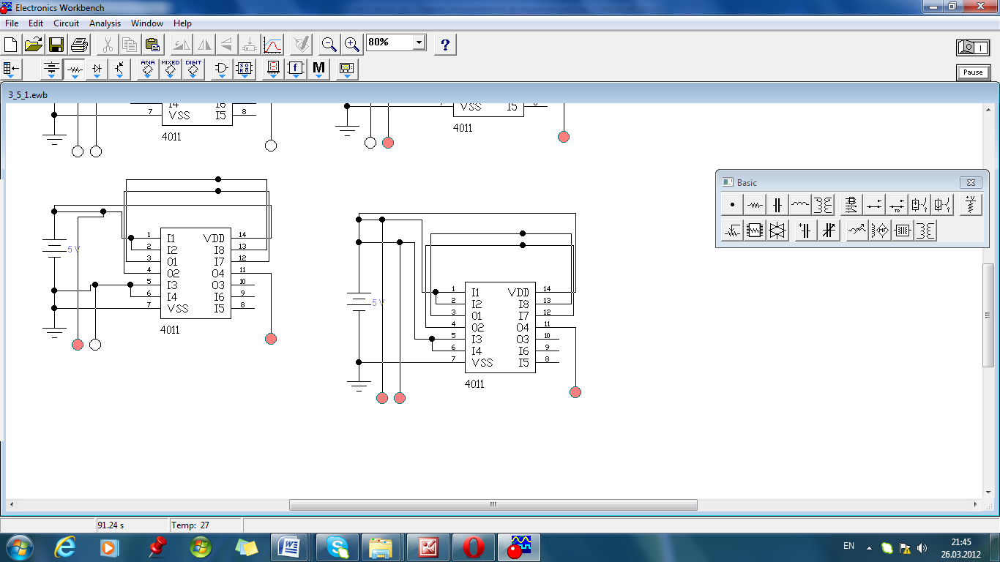 Electronics Workbench
File Edit Circuit Analysis Window Help
80%
?
ANA MIXED DIGIT
f M
Pause
3_5_1.ewb
I4 I6
7 VSS I5 8
4011
VSS I5
4011
Basic
1 I1 VDD 14
2 I2 I8 13
3 O1 I7 12
4 O2 O4 11
5 I3 O3 10
6 I4 I6 9
7 VSS I5 8
5 V
4011
1 I1 VDD 14
2 I2 I8 13
3 O1 I7 12
4 O2 O4 11
5 I3 O3 10
6 I4 I6 9
7 VSS I5 8
5 V
4011
91.24 s
Temp: 27
EN
21:45
26.03.2012